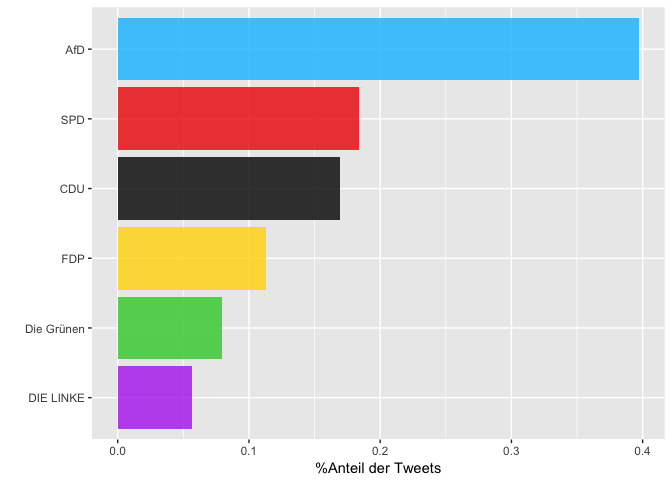 AfD
SPD
CDU
FDP
Die Grünen
DIE LINKE
0.0 0.1 0.2 0.3 0.4
%Anteil der Tweets